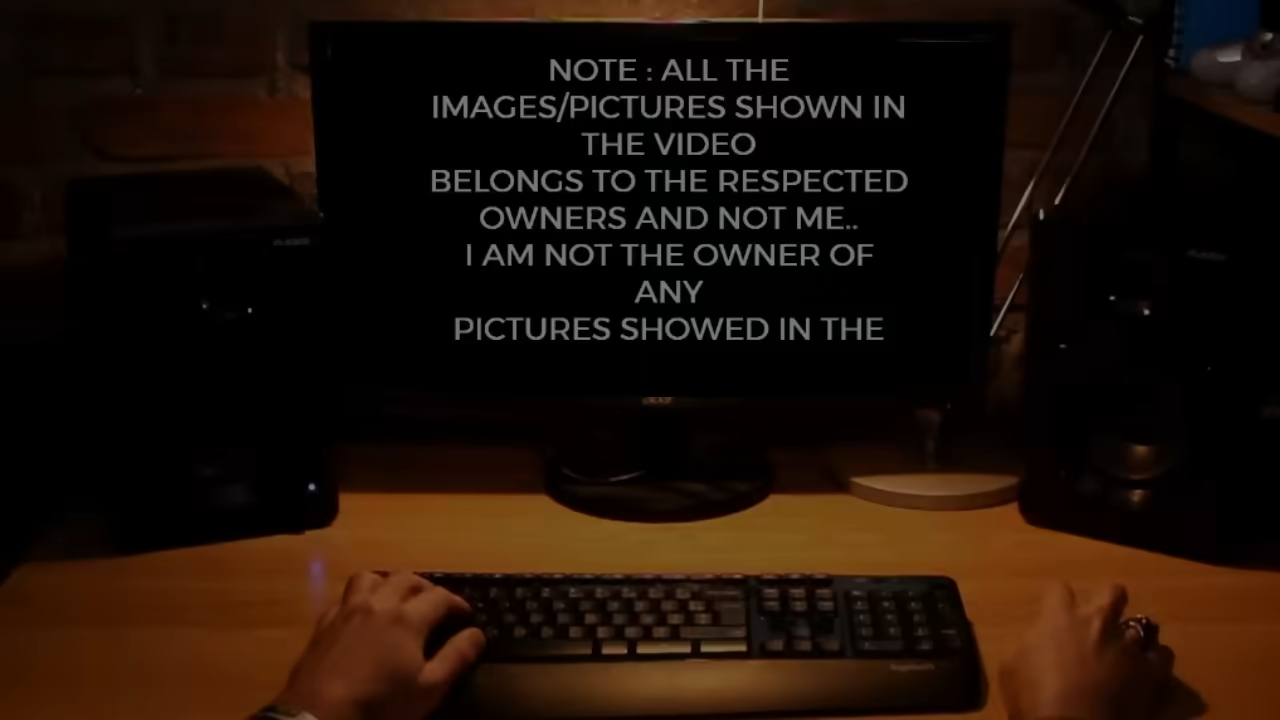 NOTE : ALL THE
IMAGES/PICTURES SHOWN IN
THE VIDEO
BELONGS TO THE RESPECTED
OWNERS AND NOT ME..
I AM NOT THE OWNER OF
ANY
PICTURES SHOWED IN THE